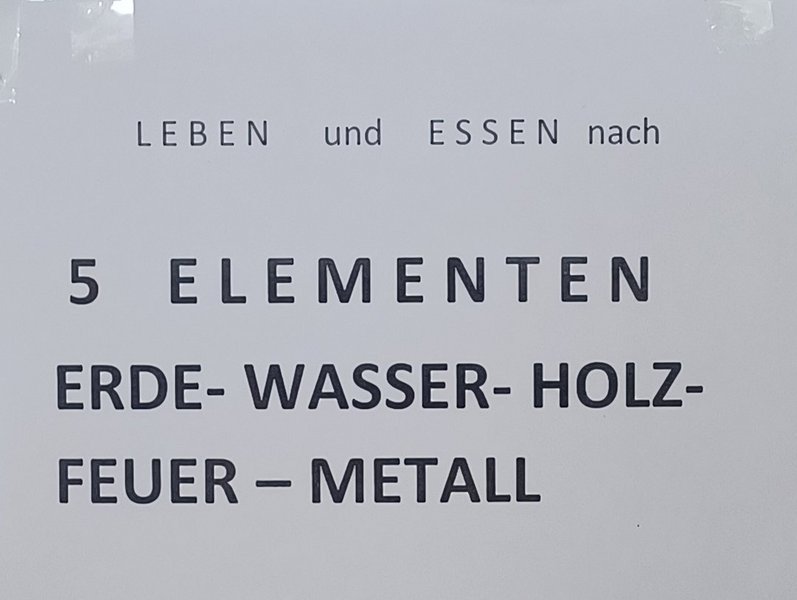 LEBEN und ESSEN nach
5 ELEMENTEN
ERDE- WASSER- HOLZ-
FEUER – METALL